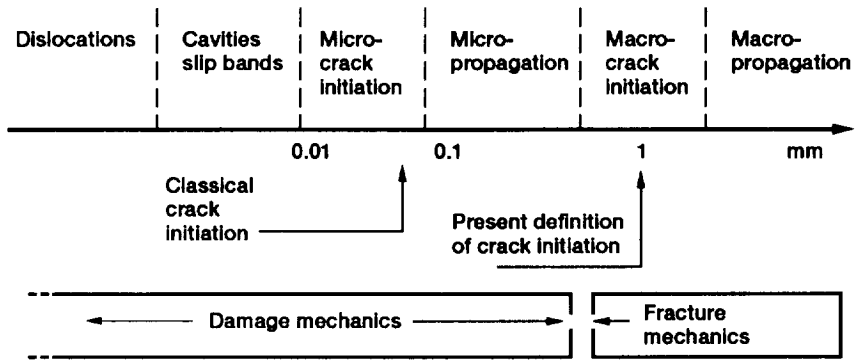 Dislocations
Cavities
slip bands
Micro-
crack
initiation
Micro-
propagation
Macro-
crack
initiation
Macro-
propagation
0.01
0.1
1
mm
Classical
crack
initiation
Present definition
of crack initiation
Damage mechanics
Fracture
mechanics